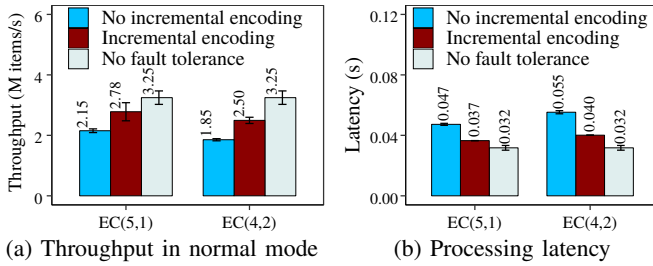 No incremental encoding
Incremental encoding
No fault tolerance
Throughput (M items/s)
6
4
2
0
2.15
2.78
3.25
1.85
2.50
3.25
EC(5,1)
EC(4,2)
(a) Throughput in normal mode
No incremental encoding
Incremental encoding
No fault tolerance
Latency (s)
0.12
0.08
0.04
0.00
0.047
0.037
0.032
0.055
0.040
0.032
EC(5,1)
EC(4,2)
(b) Processing latency